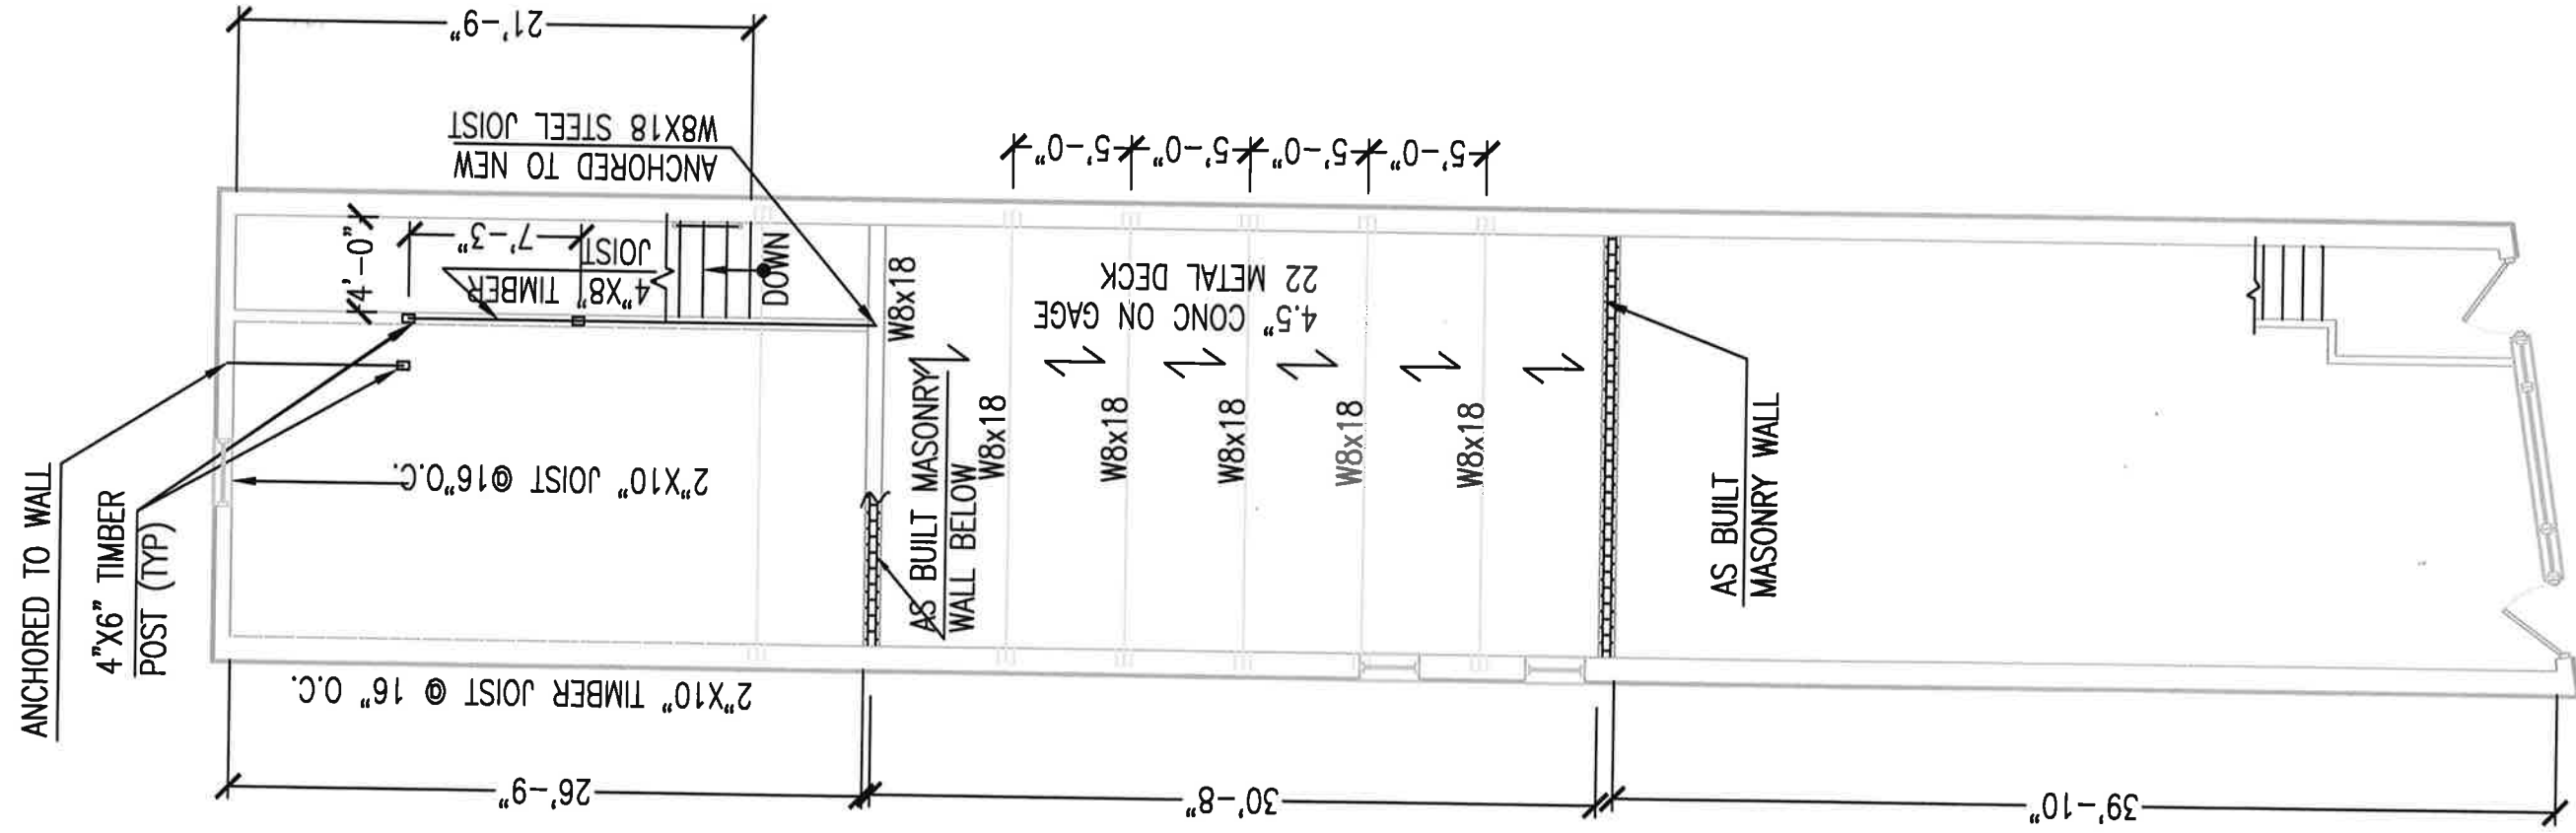 21'-9"
ANCHORED TO NEW
W8X18 STEEL JOIST
5'-0"
5'-0"
5'-0"
5'-0"
4'-0"
7'-3"
4"X8" TIMBER
JOIST
DOWN
W8x18
4.5" CONC ON GAGE
22 METAL DECK
ANCHORED TO WALL
4"X6" TIMBER
POST (TYP)
2"X10" JOIST @16"O.C.
AS BUILT MASONRY
WALL BELOW
W8x18
W8x18
W8x18
W8x18
W8x18
AS BUILT
MASONRY WALL
2"X10" TIMBER JOIST @ 16" O.C.
26'-9"
30'-8"
39'-10"